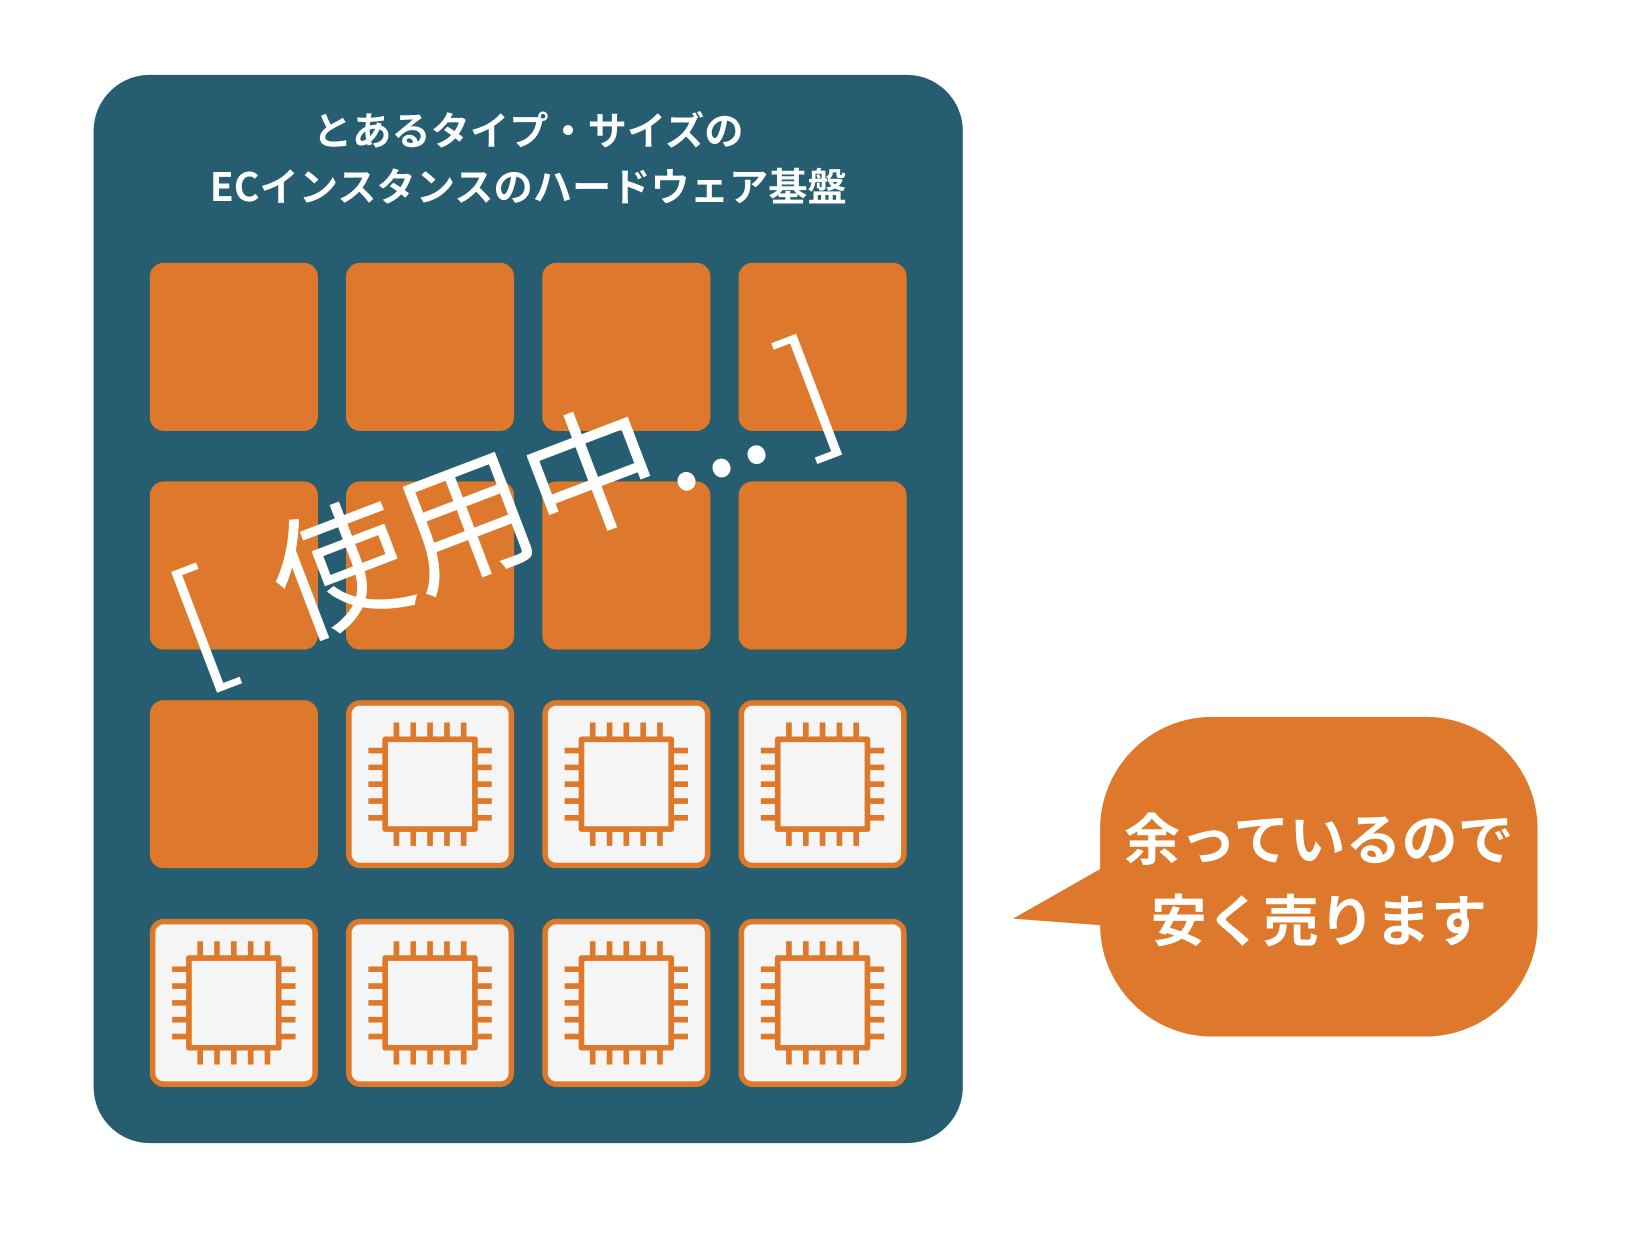 とあるタイプ・サイズの
ECインスタンスのハードウェア基盤
[ 使用中... ]
余っているので
安く売ります